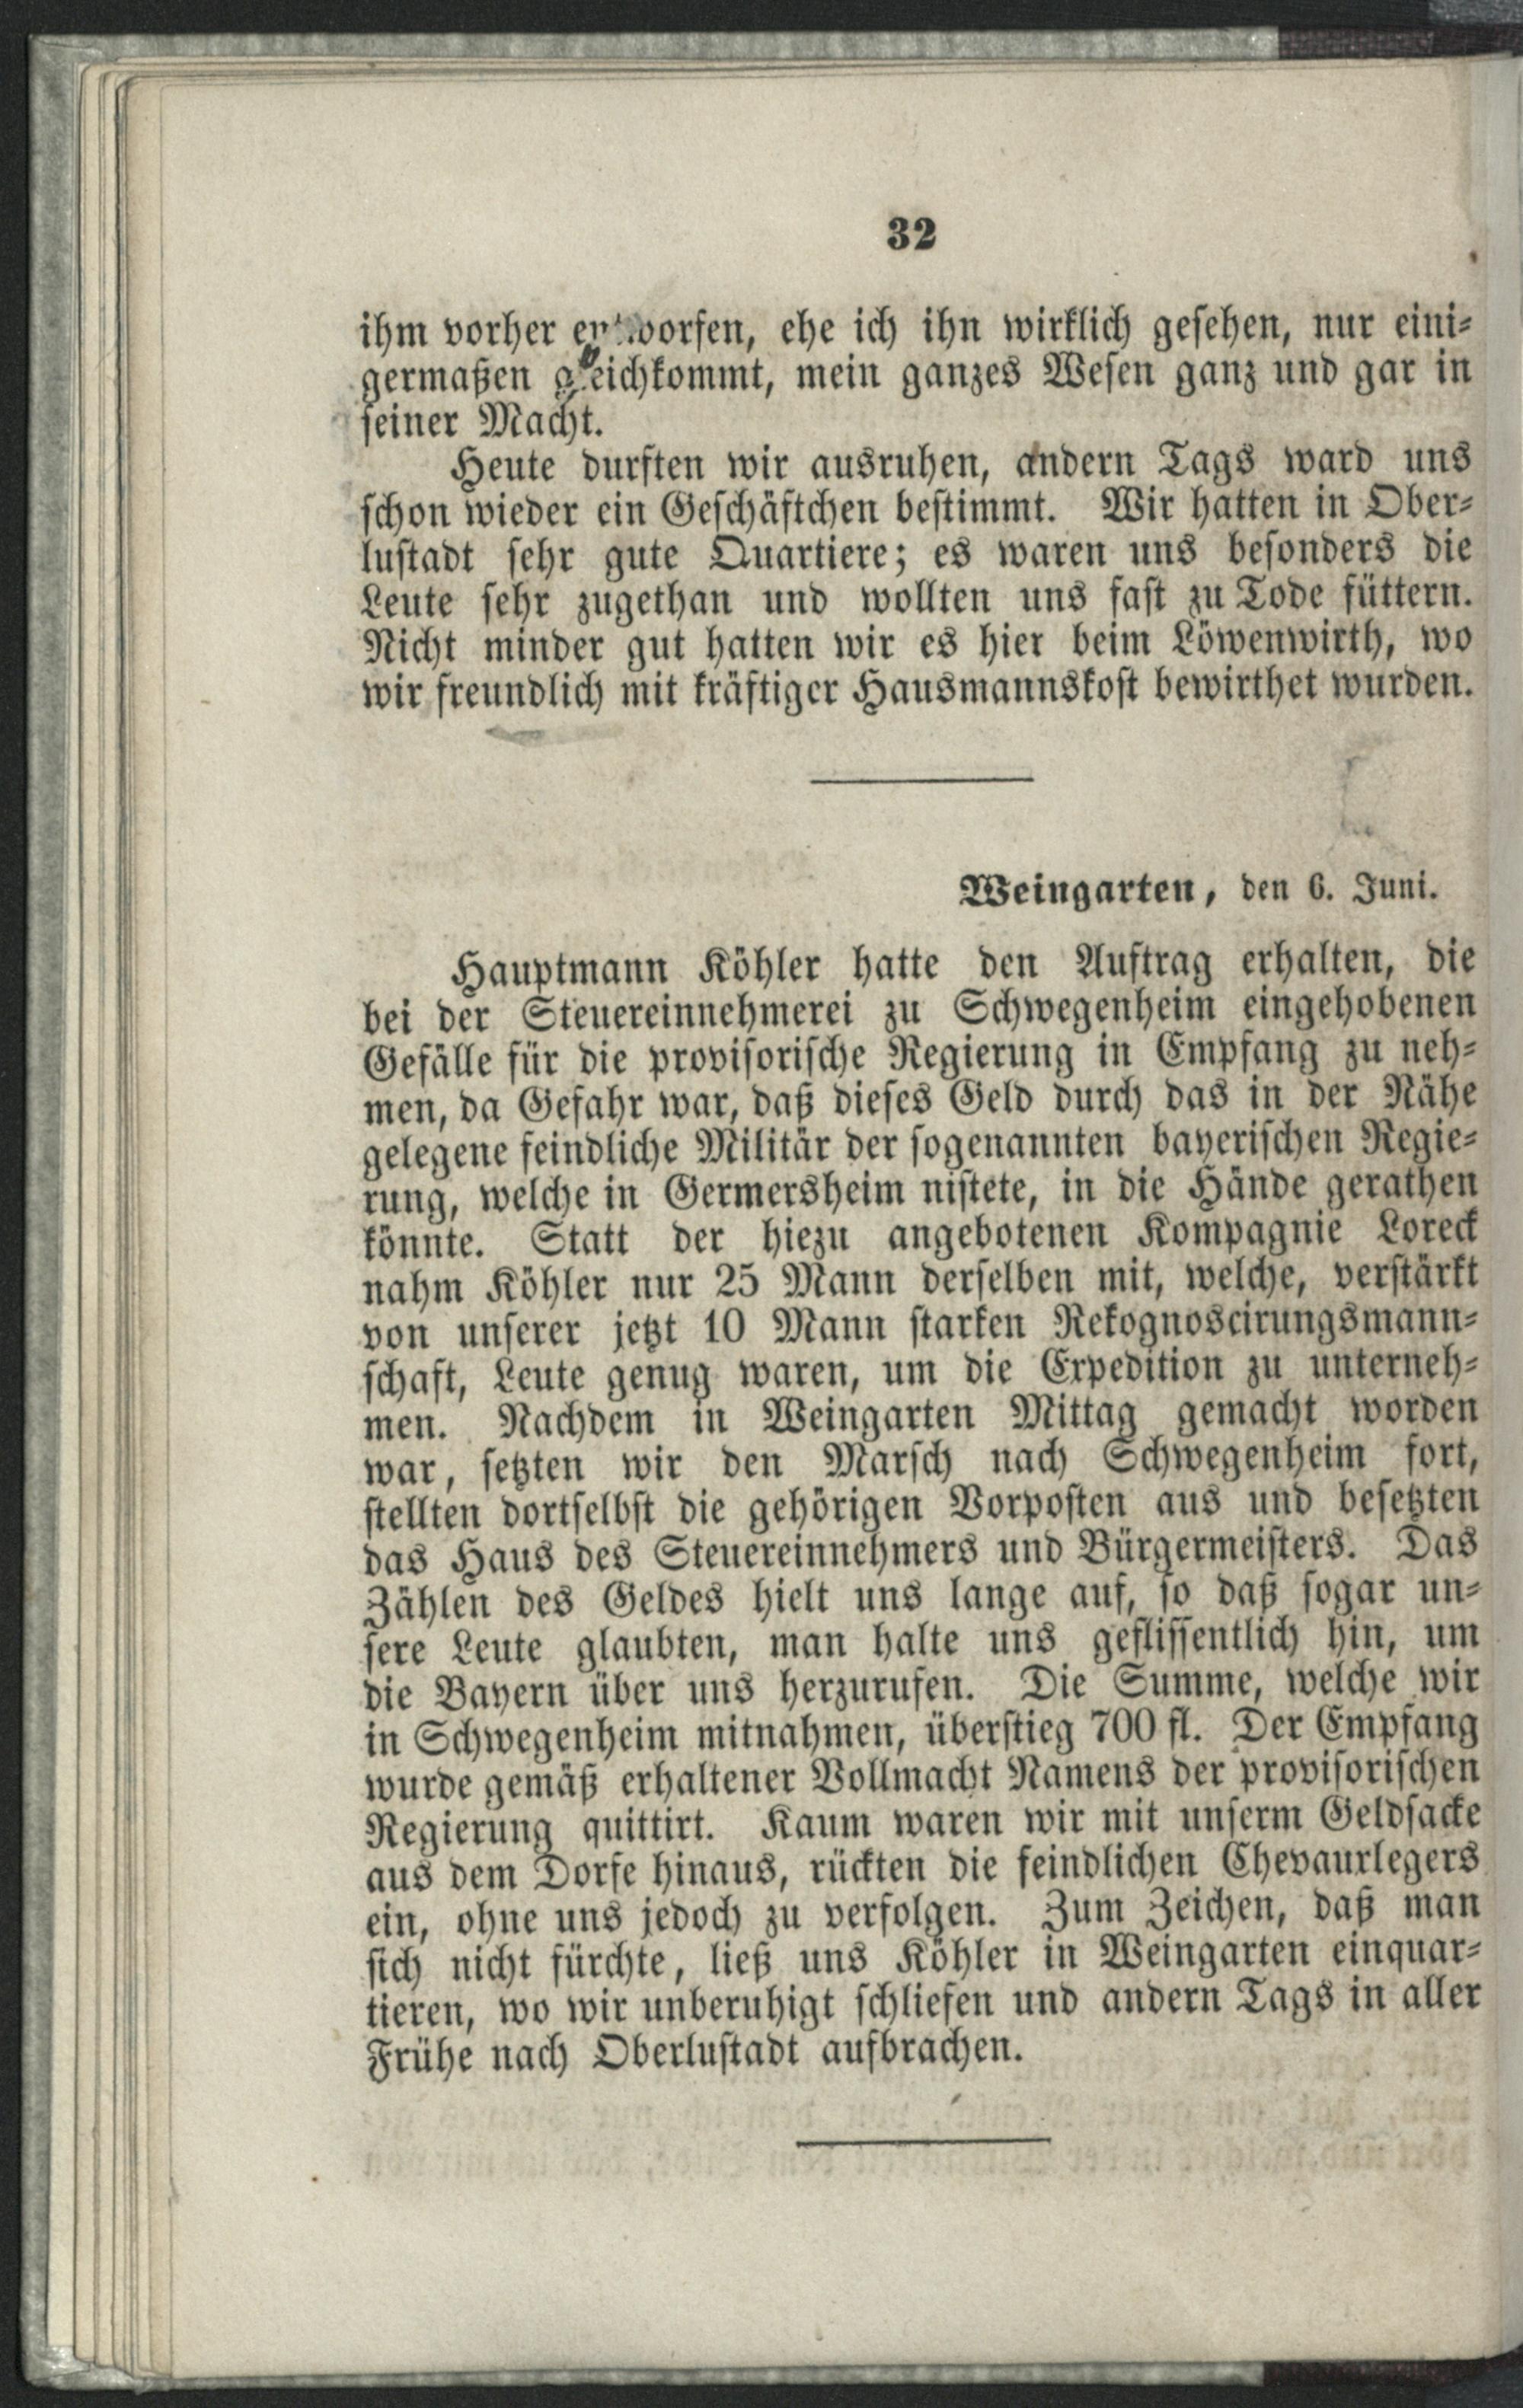 32
ihm vorher entworfen, ehe ich ihn wirklich gesehen, nur eini-
germaßen gleichkommt, mein ganzes Wesen ganz und gar in
seiner Macht.
Heute durften wir ausruhen, andern Tags ward uns
schon wieder ein Geschäftchen bestimmt. Wir hatten in Ober-
lustadt sehr gute Quartiere; es waren uns besonders die
Leute sehr zugethan und wollten uns fast zu Tode füttern.
Nicht minder gut hatten wir es hier beim Löwenwirth, wo
wir freundlich mit kräftiger Hausmannskost bewirthet wurden.
Weingarten, den 6. Juni.
Hauptmann Köhler hatte den Auftrag erhalten, die
bei der Steuereinnehmerei zu Schwegenheim eingehobenen
Gefälle für die provisorische Regierung in Empfang zu neh-
men, da Gefahr war, daß dieses Geld durch das in der Nähe
gelegene feindliche Militär der sogenannten bayerischen Regie-
rung, welche in Germersheim nistete, in die Hände gerathen
könnte. Statt der hiezu angebotenen Kompagnie Loreck
nahm Köhler nur 25 Mann derselben mit, welche, verstärkt
von unserer jetzt 10 Mann starken Rekognoscirungsmann-
schaft, Leute genug waren, um die Expedition zu unterneh-
men. Nachdem in Weingarten Mittag gemacht worden
war, setzten wir den Marsch nach Schwegenheim fort,
stellten dortselbst die gehörigen Vorposten aus und besetzten
das Haus des Steuereinnehmers und Bürgermeisters. Das
Zählen des Geldes hielt uns lange auf, so daß sogar un-
sere Leute glaubten, man halte uns geflissentlich hin, um
die Bayern über uns herzurufen. Die Summe, welche wir
in Schwegenheim mitnahmen, überstieg 700 fl. Der Empfang
wurde gemäß erhaltener Vollmacht Namens der provisorischen
Regierung quittirt. Kaum waren wir mit unserm Geldsacke
aus dem Dorfe hinaus, rückten die feindlichen Chevauxlegers
ein, ohne uns jedoch zu verfolgen. Zum Zeichen, daß man
sich nicht fürchte, ließ uns Köhler in Weingarten einquar-
tieren, wo wir unberuhigt schliefen und andern Tags in aller
Frühe nach Oberlustadt aufbrachen.